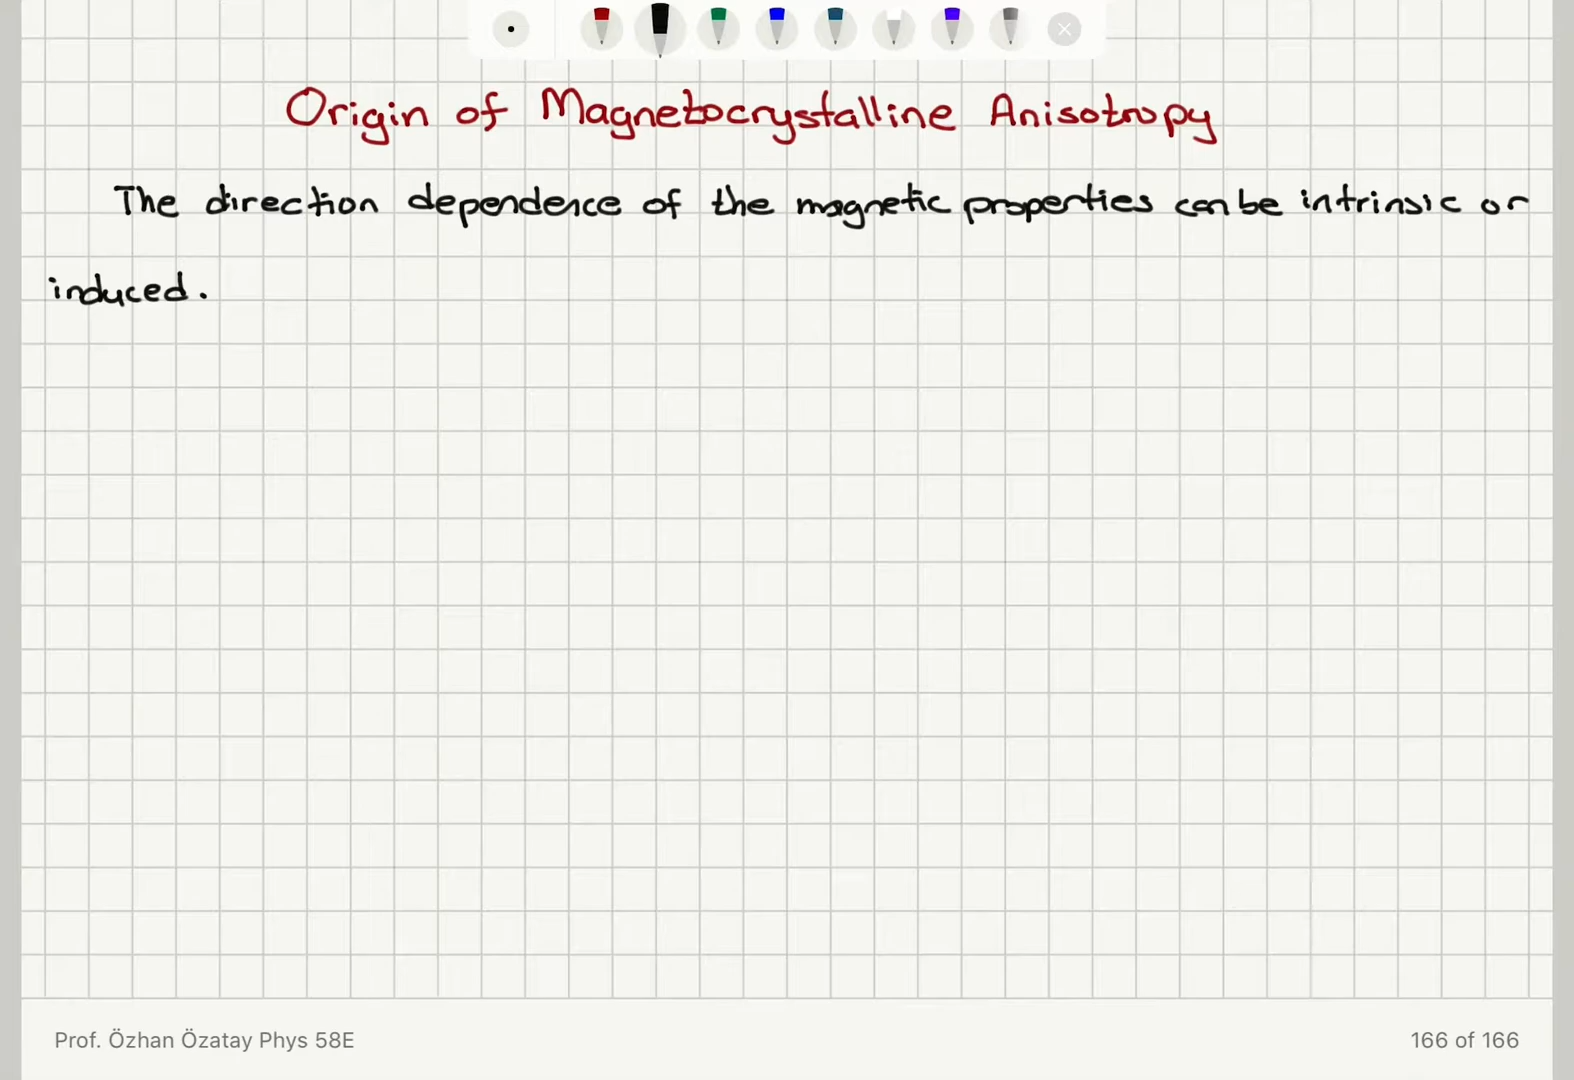 Origin of Magnetocrystalline Anisotropy
The direction dependence of the magnetic properties can be intrinsic or
induced.
Prof. Özhan Özatay Phys 58E
166 of 166